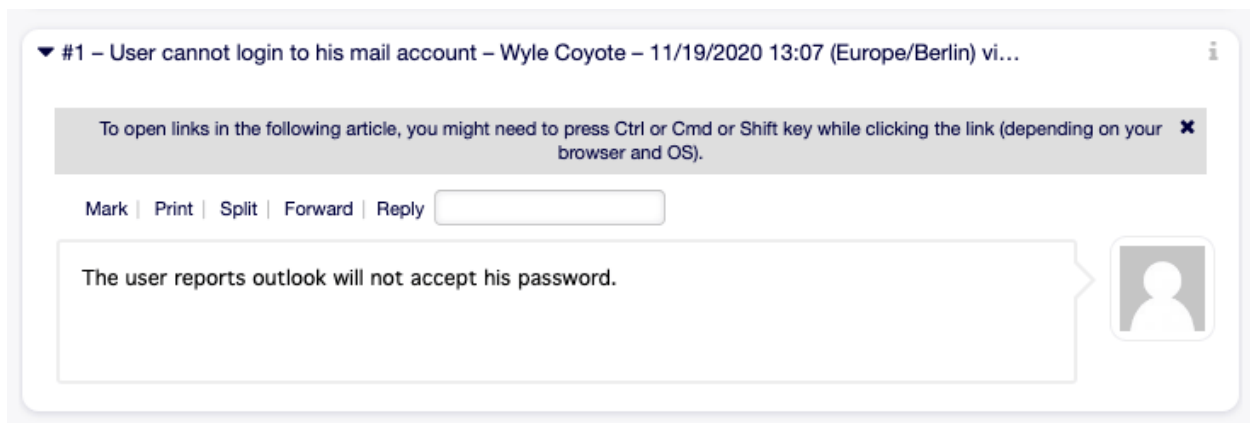 #1 – User cannot login to his mail account – Wyle Coyote – 11/19/2020 13:07 (Europe/Berlin) vi…
To open links in the following article, you might need to press Ctrl or Cmd or Shift key while clicking the link (depending on your
browser and OS).
Mark | Print | Split | Forward | Reply
The user reports outlook will not accept his password.